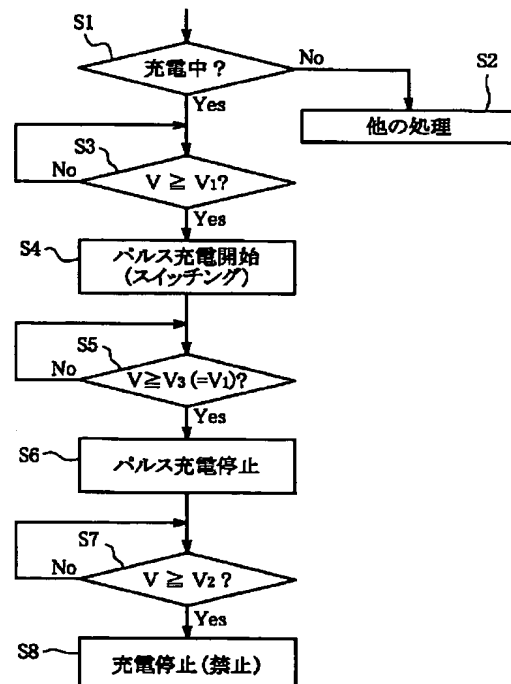 S1
充電中？
No
S2
他の処理
Yes
S3
No
V ≧ V₁?
Yes
S4
パルス充電開始
(スイッチング)
S5
No
V≧V₃(=V₁)?
Yes
S6
パルス充電停止
S7
No
V ≧ V₂ ?
Yes
S8
充電停止(禁止)